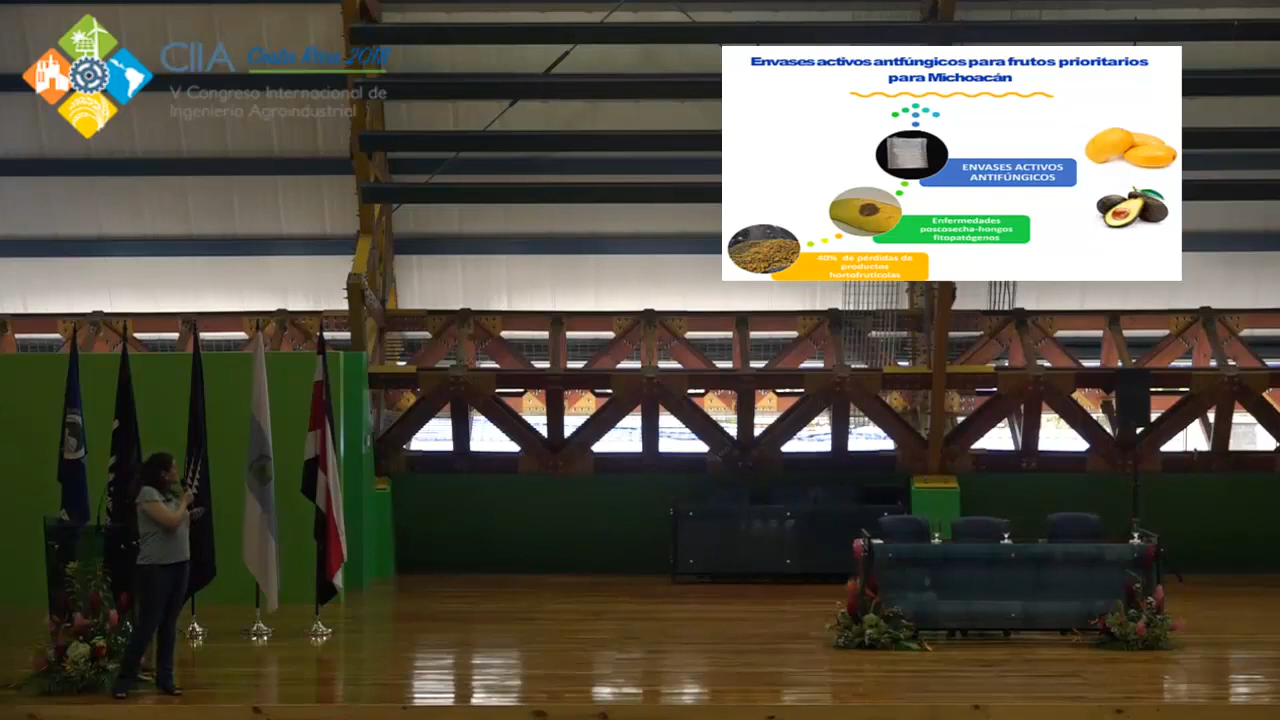 CIIA Costa Rica 2018
V Congreso Internacional de
Ingeniería Agroindustrial
Envases activos antfúngicos para frutos prioritarios
para Michoacán
ENVASES ACTIVOS
ANTIFÚNGICOS
Enfermedades
poscosecha-hongos
fitopatógenos
40% de pérdidas de
productos
hortofrutícolas